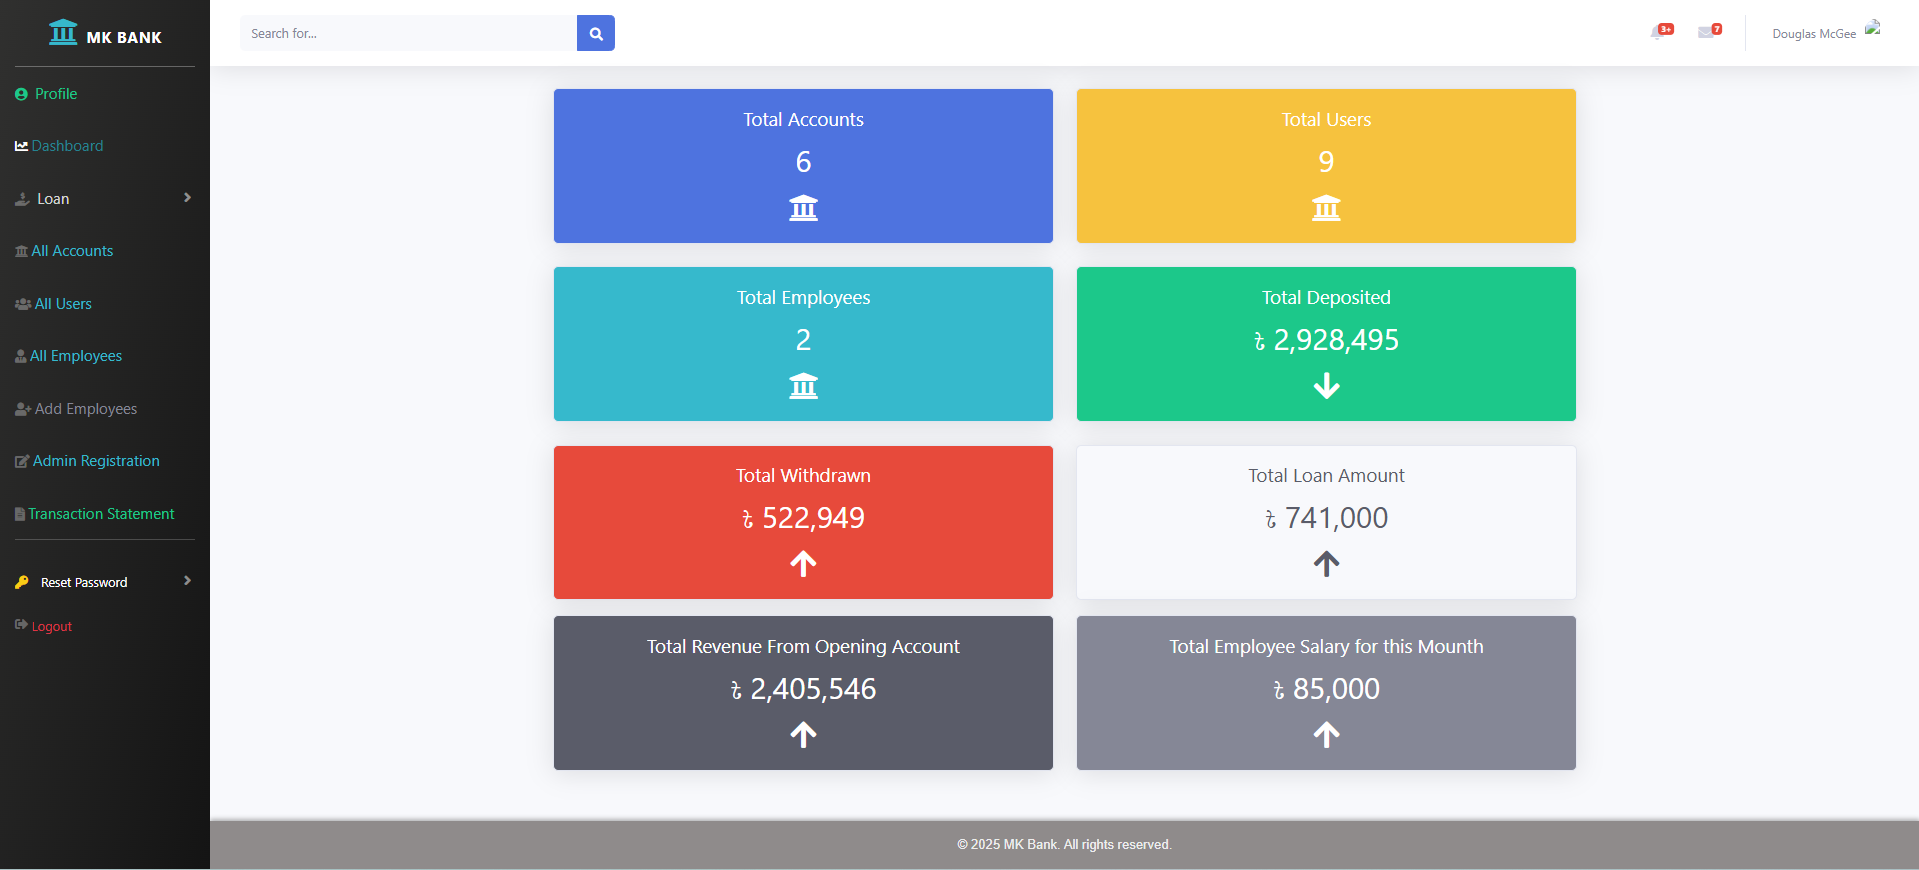 MK BANK
Profile
Dashboard
Loan
All Accounts
All Users
All Employees
Add Employees
Admin Registration
Transaction Statement
Reset Password
Logout
Search for...
3+
7
Douglas McGee
Total Accounts
6
Total Users
9
Total Employees
2
Total Deposited
৳ 2,928,495
Total Withdrawn
৳ 522,949
Total Loan Amount
৳ 741,000
Total Revenue From Opening Account
৳ 2,405,546
Total Employee Salary for this Mounth
৳ 85,000
© 2025 MK Bank. All rights reserved.